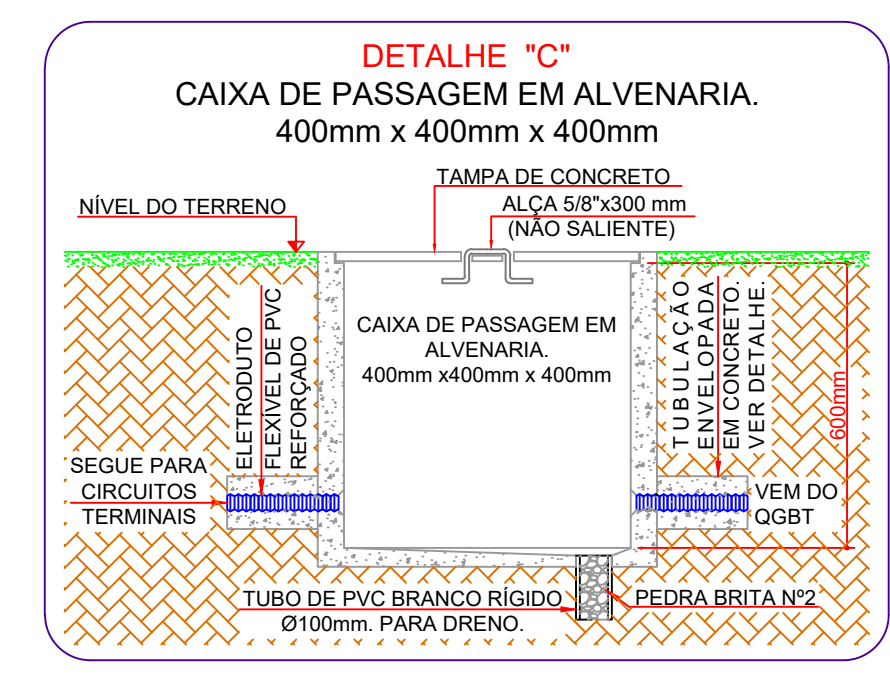 DETALHE "C"
CAIXA DE PASSAGEM EM ALVENARIA.
400mm x 400mm x 400mm
TAMPA DE CONCRETO
NÍVEL DO TERRENO
ALÇA 5/8"x300 mm
(NÃO SALIENTE)
ELETRODUTO
FLEXÍVEL DE PVC
REFORÇADO
CAIXA DE PASSAGEM EM
ALVENARIA.
400mm x400mm x 400mm
TUBULAÇÃO
ENVELOPADA
EM CONCRETO.
VER DETALHE.
600mm
SEGUE PARA
CIRCUITOS
TERMINAIS
VEM DO
QGBT
TUBO DE PVC BRANCO RÍGIDO
Ø100mm. PARA DRENO.
PEDRA BRITA Nº2